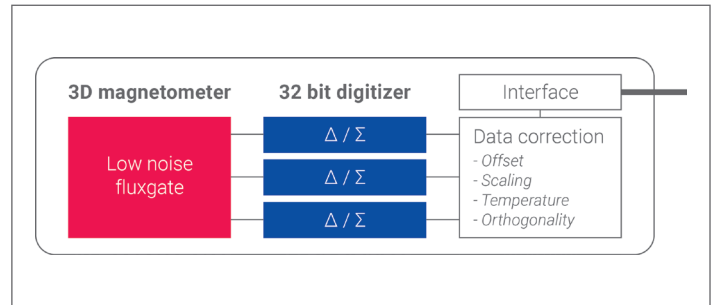 3D magnetometer
32 bit digitizer
Interface
Low noise
fluxgate
Δ / Σ
Δ / Σ
Δ / Σ
Data correction
- Offset
- Scaling
- Temperature
- Orthogonality